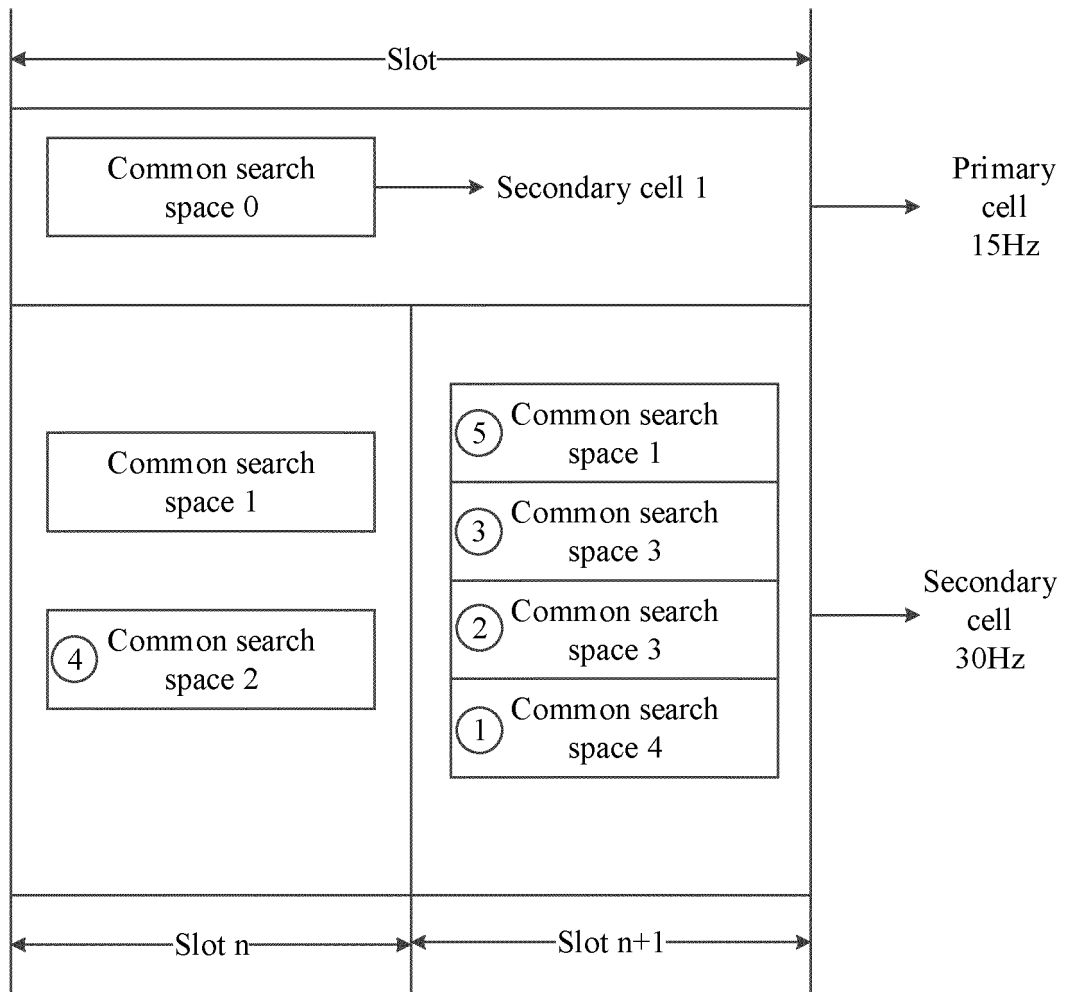 Slot
Common search
space 0
Secondary cell 1
Primary
cell
15Hz
Common search
space 1
4 Common search
space 2
5 Common search
space 1
3 Common search
space 3
2 Common search
space 3
1 Common search
space 4
Secondary
cell
30Hz
Slot n
Slot n+1